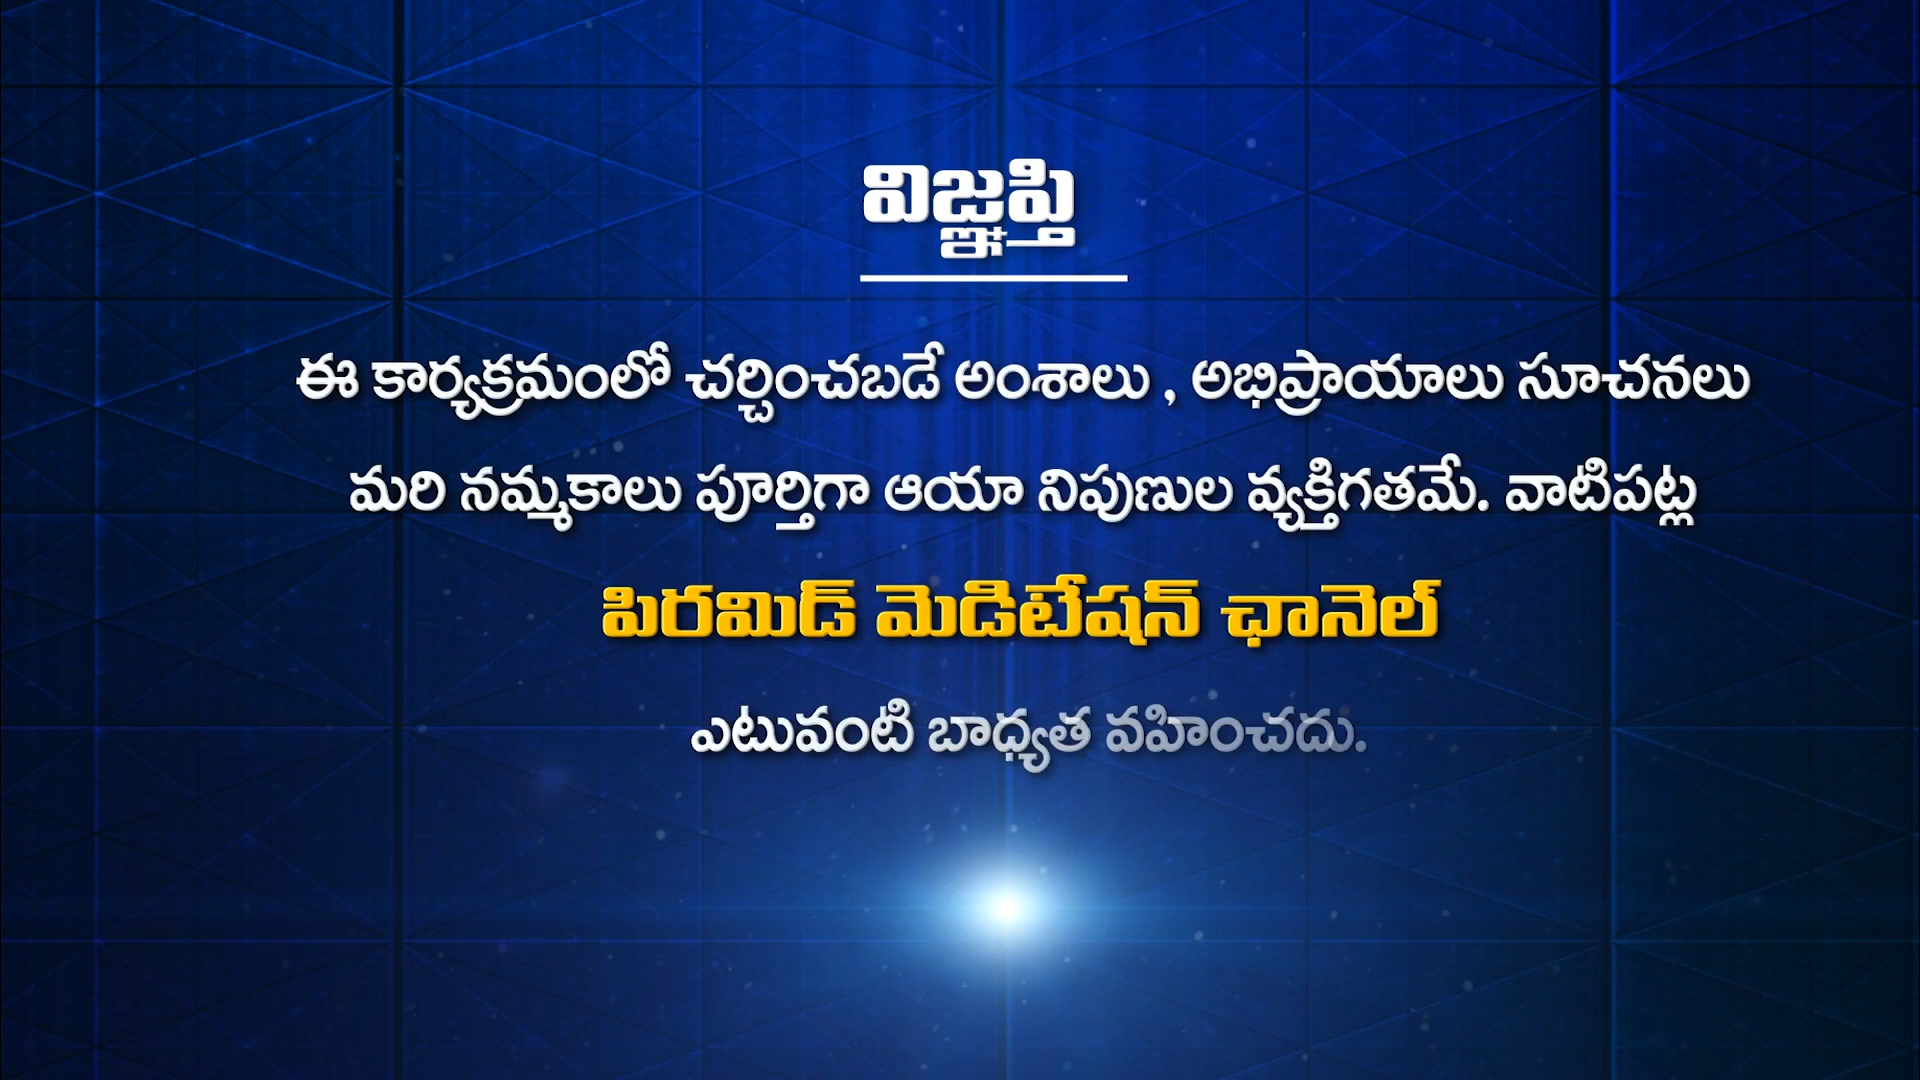 విజ్ఞప్తి
ఈ కార్యక్రమంలో చర్చించబడే అంశాలు , అభిప్రాయాలు సూచనలు
మరి నమ్మకాలు పూర్తిగా ఆయా నిపుణుల వ్యక్తిగతమే. వాటిపట్ల
పిరమిడ్ మెడిటేషన్ ఛానెల్
ఎటువంటి బాధ్యత వహించదు.